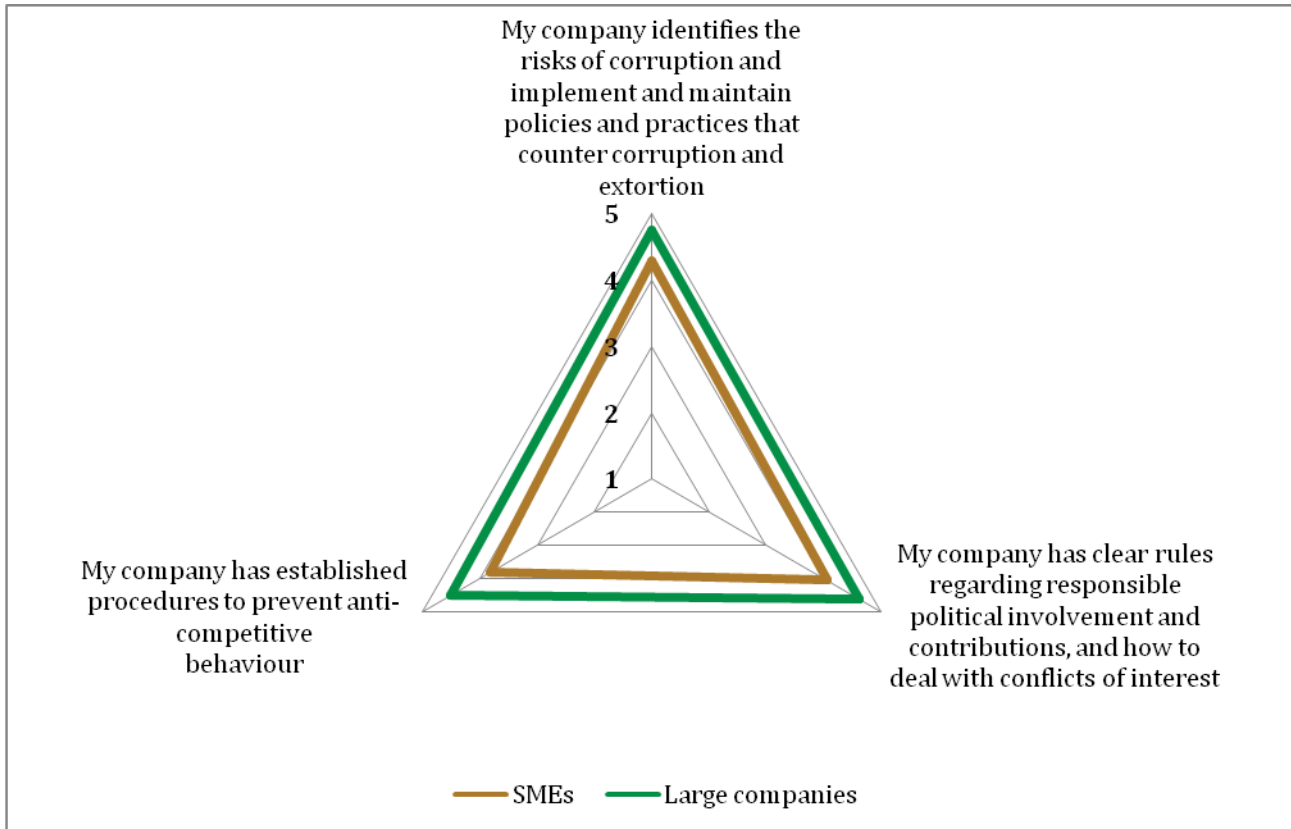 My company identifies the
risks of corruption and
implement and maintain
policies and practices that
counter corruption and
extortion
5
4
3
2
1
My company has established
procedures to prevent anti-
competitive
behaviour
My company has clear rules
regarding responsible
political involvement and
contributions, and how to
deal with conflicts of interest
SMEs
Large companies